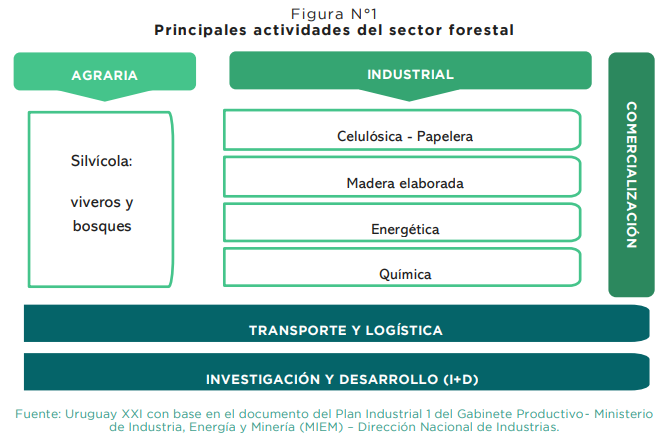 Figura N°1
Principales actividades del sector forestal
AGRARIA
INDUSTRIAL
COMERCIALIZACIÓN
Silvícola:
viveros y
bosques
Celulósica - Papelera
Madera elaborada
Energética
Química
TRANSPORTE Y LOGÍSTICA
INVESTIGACIÓN Y DESARROLLO (I+D)
Fuente: Uruguay XXI con base en el documento del Plan Industrial 1 del Gabinete Productivo- Ministerio
de Industria, Energía y Minería (MIEM) – Dirección Nacional de Industrias.